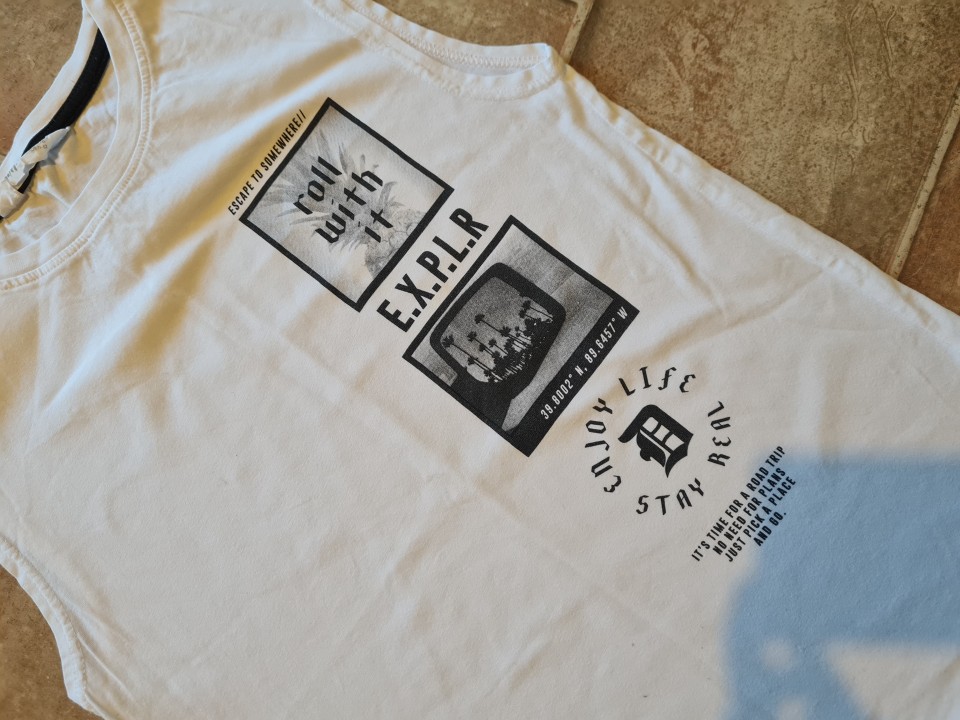 ESCAPE TO SOMEWHERE//
roll
with
it
E.X.P.L.R
39.8002° N, 89.6457° W
ENJOY LIFE
D
STAY REAL
IT'S TIME FOR A ROAD TRIP
NO NEED FOR PLANS
JUST PICK A PLACE
AND GO.